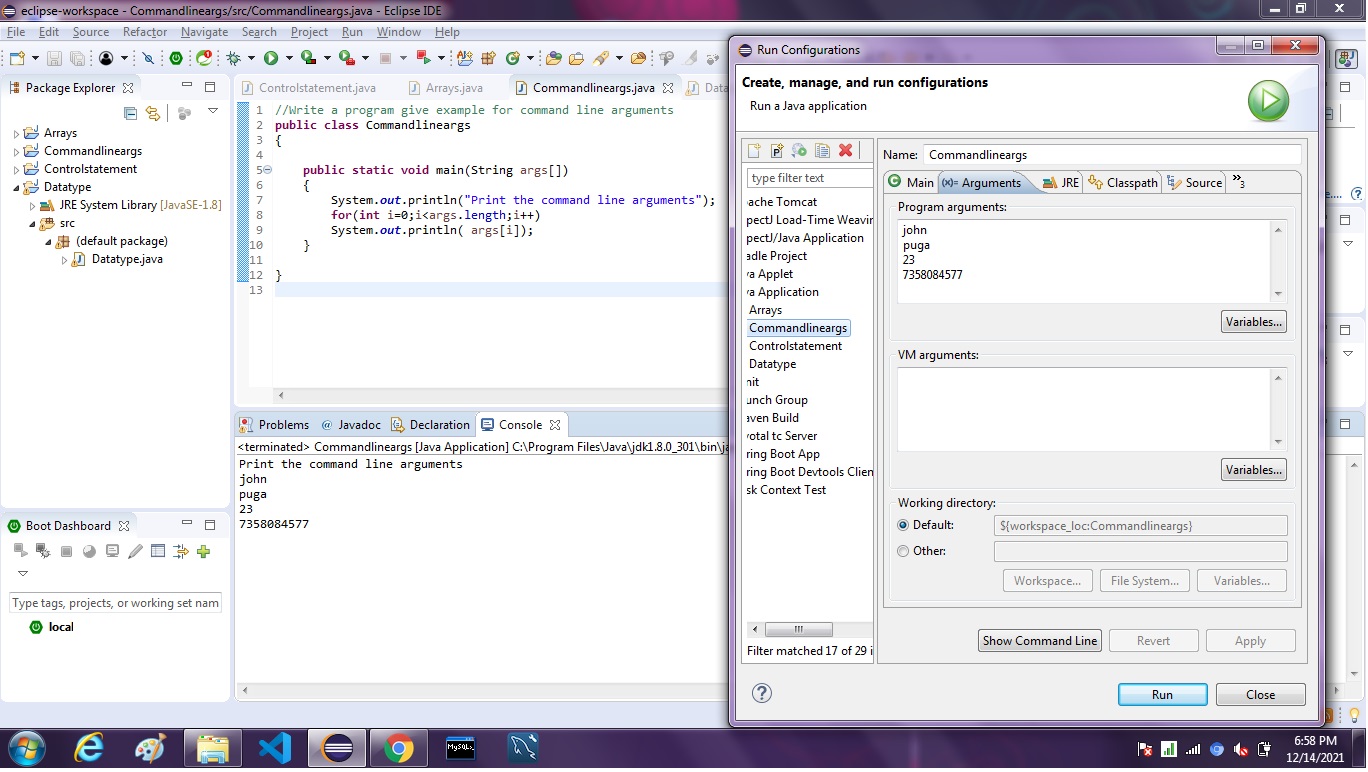 eclipse-workspace - Commandlineargs/src/Commandlineargs.java - Eclipse IDE
File Edit Source Refactor Navigate Search Project Run Window Help
Package Explorer
Arrays
Commandlineargs
Controlstatement
Datatype
JRE System Library [JavaSE-1.8]
src
(default package)
Datatype.java
Boot Dashboard
Type tags, projects, or working set nam
local
Controlstatement.java Arrays.java Commandlineargs.java Data
1 //Write a program give example for command line arguments
2 public class Commandlineargs
3 {
4
5 public static void main(String args[])
6 {
7 System.out.println("Print the command line arguments");
8 for(int i=0;i<args.length;i++)
9 System.out.println( args[i]);
10 }
11
12 }
13
Problems @ Javadoc Declaration Console
<terminated> Commandlineargs [Java Application] C:\Program Files\Java\jdk1.8.0_301\bin\ja
Print the command line arguments
john
puga
23
7358084577
Run Configurations
Create, manage, and run configurations
Run a Java application
type filter text
ache Tomcat
pectJ Load-Time Weavin
pectJ/Java Application
adle Project
va Applet
va Application
Arrays
Commandlineargs
Controlstatement
Datatype
nit
unch Group
aven Build
votal tc Server
ring Boot App
ring Boot Devtools Clien
sk Context Test
Filter matched 17 of 29 i
Name: Commandlineargs
Main (x)= Arguments JRE Classpath Source »3
Program arguments:
john
puga
23
7358084577
Variables...
VM arguments:
Variables...
Working directory:
Default: ${workspace_loc:Commandlineargs}
Other:
Workspace... File System... Variables...
Show Command Line Revert Apply
Run Close
MySQL
6:58 PM
12/14/2021